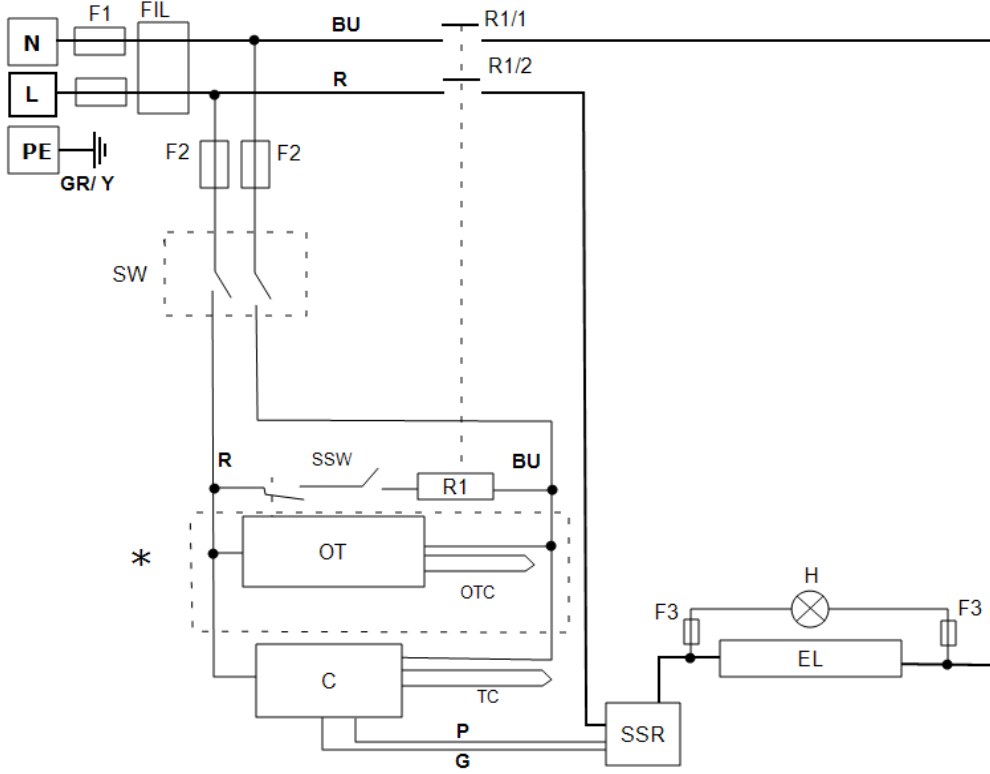 F1 FIL
N BU R1/1
L R R1/2
PE
GR/ Y
F2 F2
SW
R SSW BU
R1
* OT
OTC
H
F3 F3
EL
C
TC
P
SSR
G